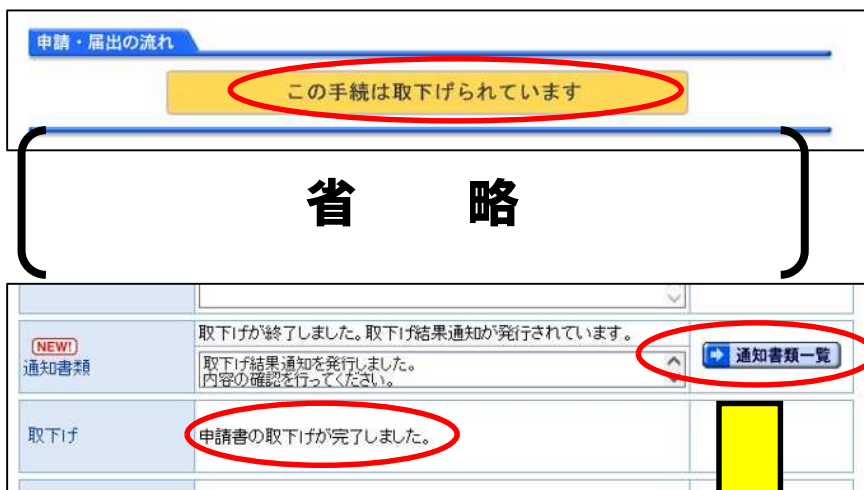 申請・届出の流れ
この手続は取下げられています
省 略
取下げが終了しました。取下げ結果通知が発行されています。
NEW!
通知書類
取下げ結果通知を発行しました。
内容の確認を行ってください。
通知書類一覧
取下げ
申請書の取下げが完了しました。